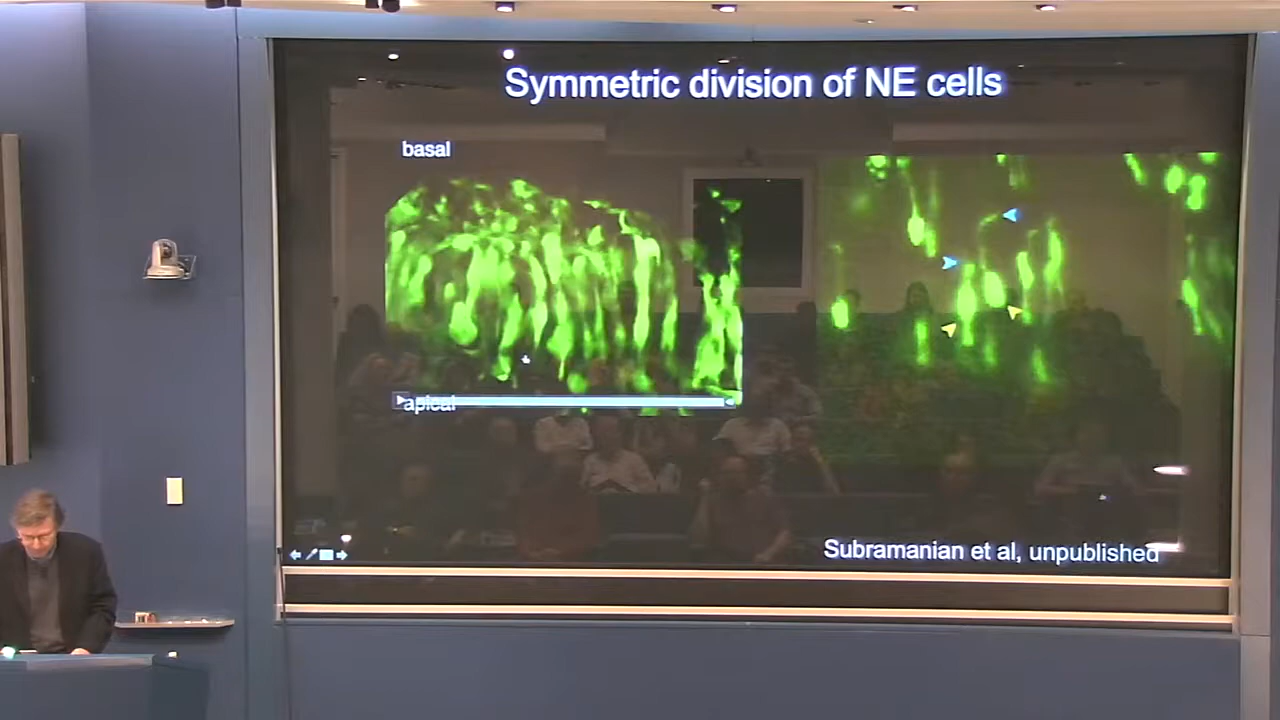 Symmetric division of NE cells
basal
apical
Subramanian et al, unpublished